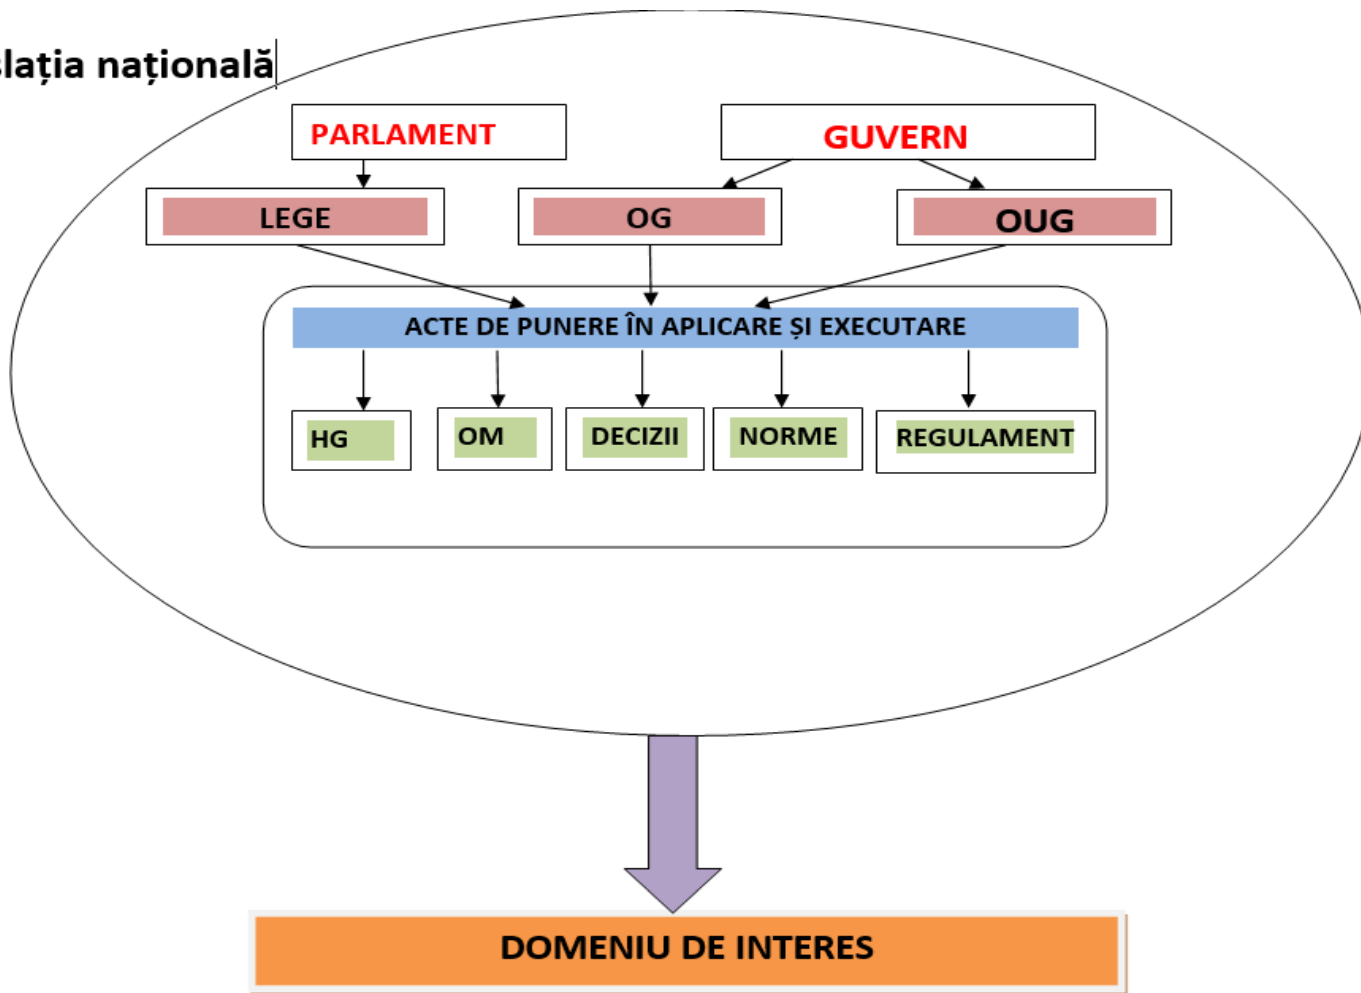 slația națională
PARLAMENT
GUVERN
LEGE
OG
OUG
ACTE DE PUNERE ÎN APLICARE ȘI EXECUTARE
HG
OM
DECIZII
NORME
REGULAMENT
DOMENIU DE INTERES